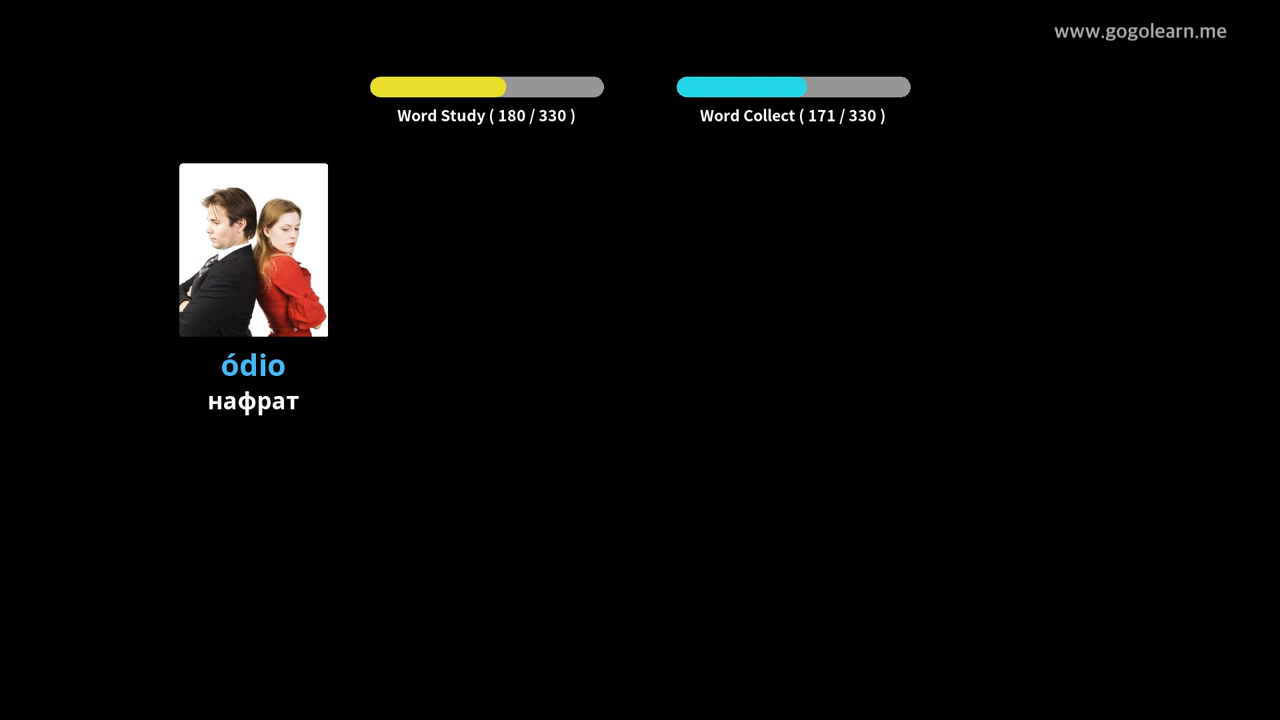 www.gogolearn.me
Word Study ( 180 / 330 )
Word Collect ( 171 / 330 )
ódio
нафрат